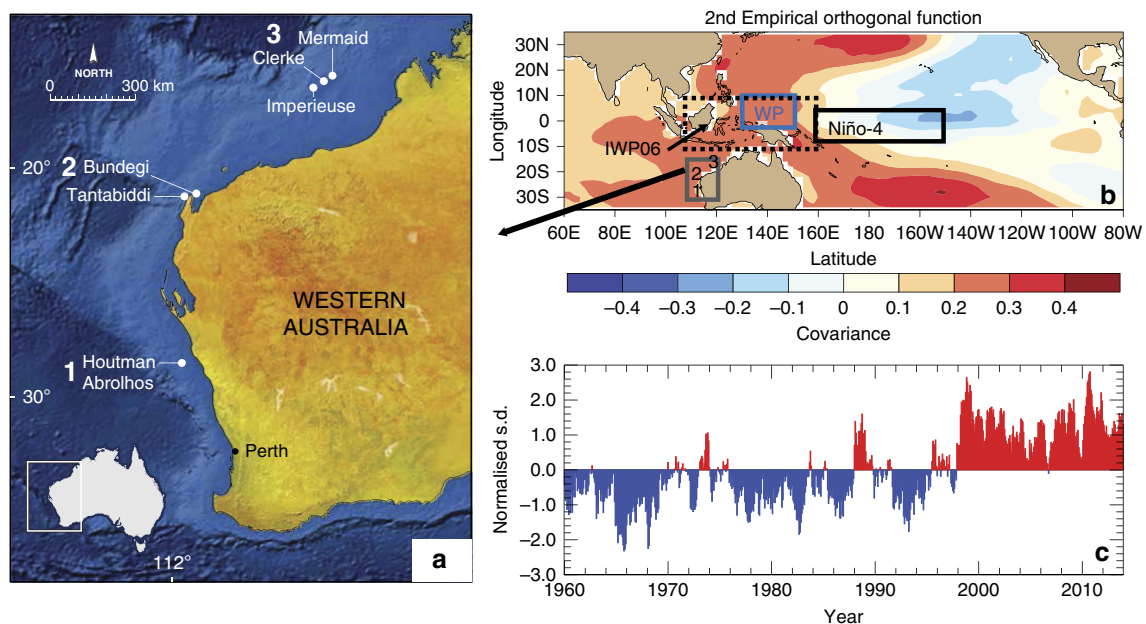 3
Mermaid
Clerke
Imperieuse
NORTH
0 300 km
20°
2 Bundegi
Tantabiddi
WESTERN
AUSTRALIA
1 Houtman
Abrolhos
30°
Perth
112°
a
2nd Empirical orthogonal function
Longitude
30N
20N
10N
0
10S
20S
30S
WP
Niño-4
IWP06
3
2
1
b
60E 80E 100E 120E 140E 160E 180E 160W 140W 120W 100W 80W
Latitude
−0.4 −0.3 −0.2 −0.1 0 0.1 0.2 0.3 0.4
Covariance
Normalised s.d.
3.0
2.0
1.0
0.0
−1.0
−2.0
−3.0
c
1960 1970 1980 1990 2000 2010
Year